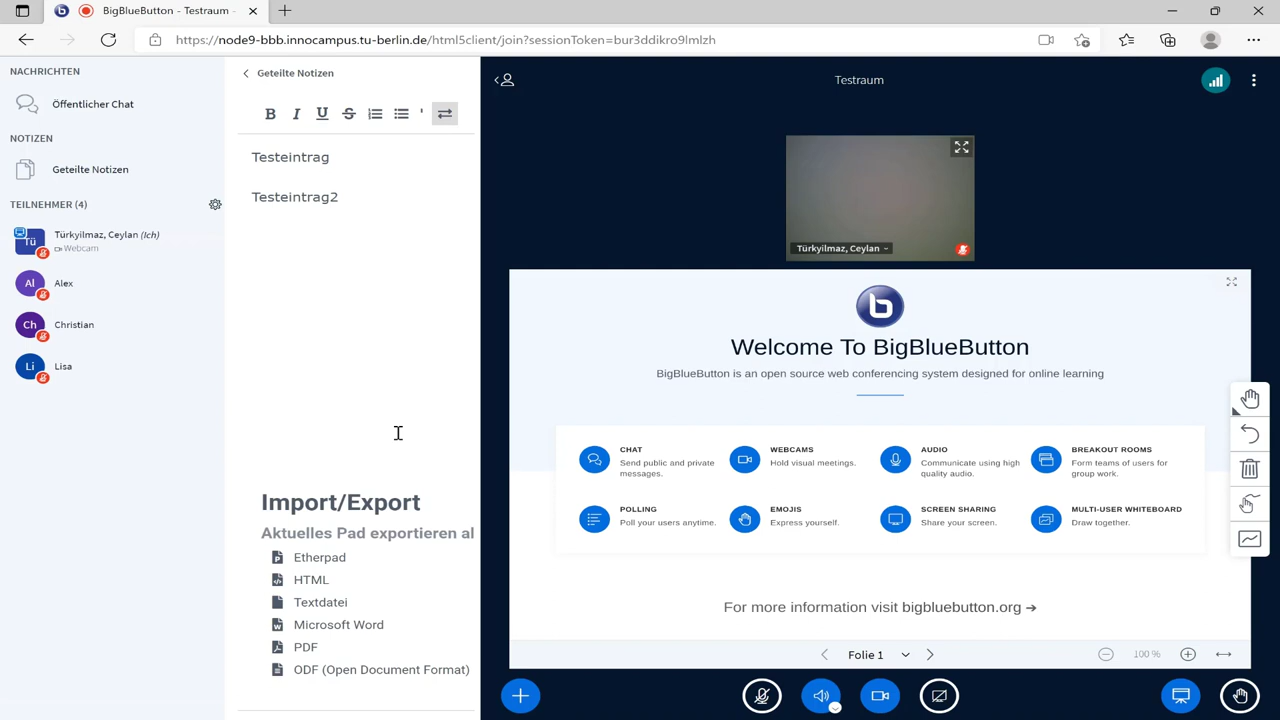 BigBlueButton - Testraum -
https://node9-bbb.innocampus.tu-berlin.de/html5client/join?sessionToken=bur3ddikro9lmlzh
NACHRICHTEN
Öffentlicher Chat
NOTIZEN
Geteilte Notizen
TEILNEHMER (4)
Tü
Türkyilmaz, Ceylan (Ich)
Webcam
Al
Alex
Ch
Christian
Li
Lisa
Geteilte Notizen
B I U S
Testeintrag
Testeintrag2
Import/Export
Aktuelles Pad exportieren al
Etherpad
HTML
Textdatei
Microsoft Word
PDF
ODF (Open Document Format)
Testraum
Türkyilmaz, Ceylan
Welcome To BigBlueButton
BigBlueButton is an open source web conferencing system designed for online learning
CHAT
Send public and private
messages.
WEBCAMS
Hold visual meetings.
AUDIO
Communicate using high
quality audio.
BREAKOUT ROOMS
Form teams of users for
group work.
POLLING
Poll your users anytime.
EMOJIS
Express yourself.
SCREEN SHARING
Share your screen.
MULTI-USER WHITEBOARD
Draw together.
For more information visit bigbluebutton.org →
Folie 1
100 %